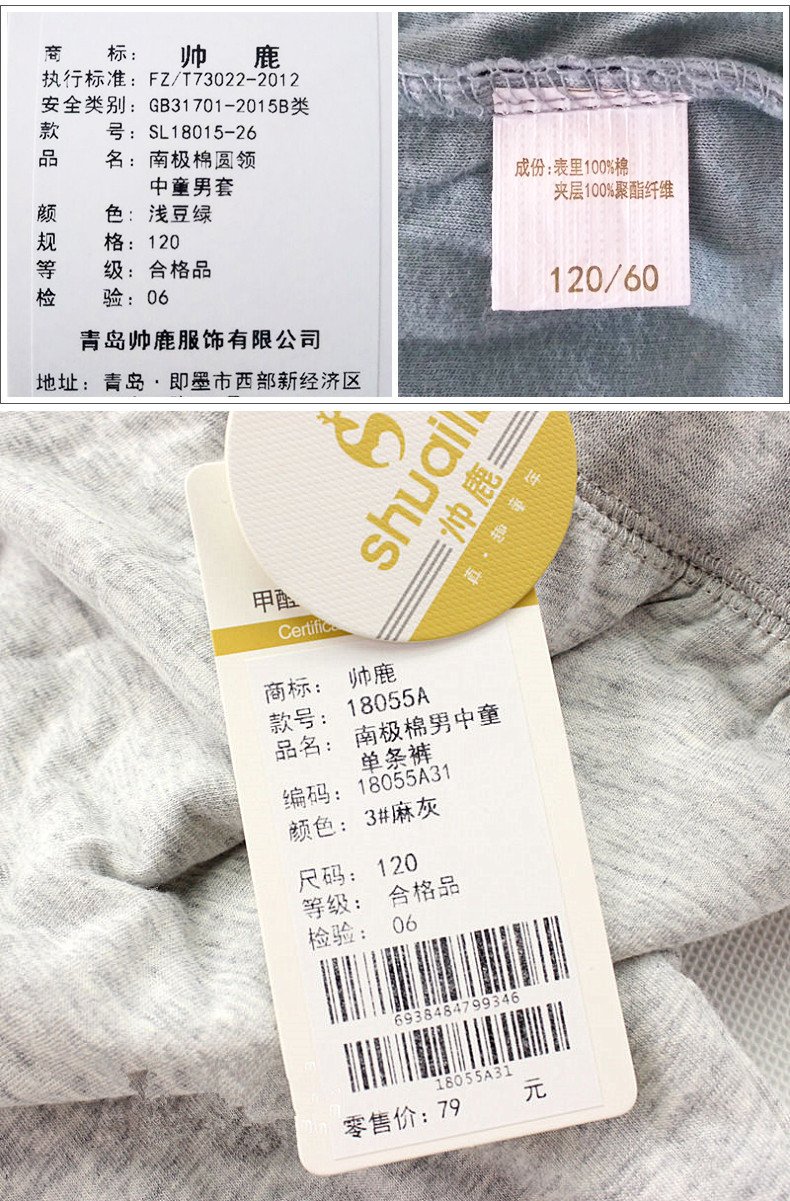 商 标: 帅 鹿
执行标准: FZ/T73022-2012
安全类别: GB31701-2015B类
款 号: SL18015-26
品 名: 南极棉圆领
中童男套
颜 色: 浅豆绿
规 格: 120
等 级: 合格品
检 验: 06
青岛帅鹿服饰有限公司
地址: 青岛·即墨市西部新经济区
成份:表里100%棉
夹层100%聚酯纤维
120/60
shuail
帅鹿
甲醛
Certifica
商标: 帅鹿
款号: 18055A
品名: 南极棉男中童
单条裤
编码: 18055A31
颜色: 3#麻灰
尺码: 120
等级: 合格品
检验: 06
6938484799346
18055A31
零售价: 79 元